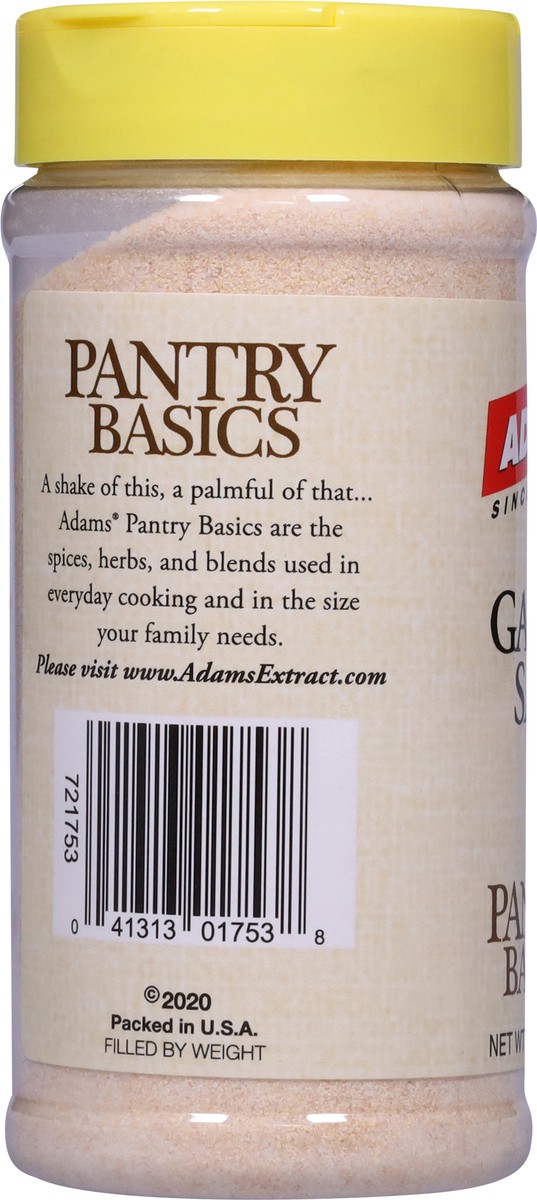 PANTRY
BASICS
A shake of this, a palmful of that...
Adams® Pantry Basics are the
spices, herbs, and blends used in
everyday cooking and in the size
your family needs.
Please visit www.AdamsExtract.com
721753
0 41313 01753 8
©2020
Packed in U.S.A.
FILLED BY WEIGHT
NET